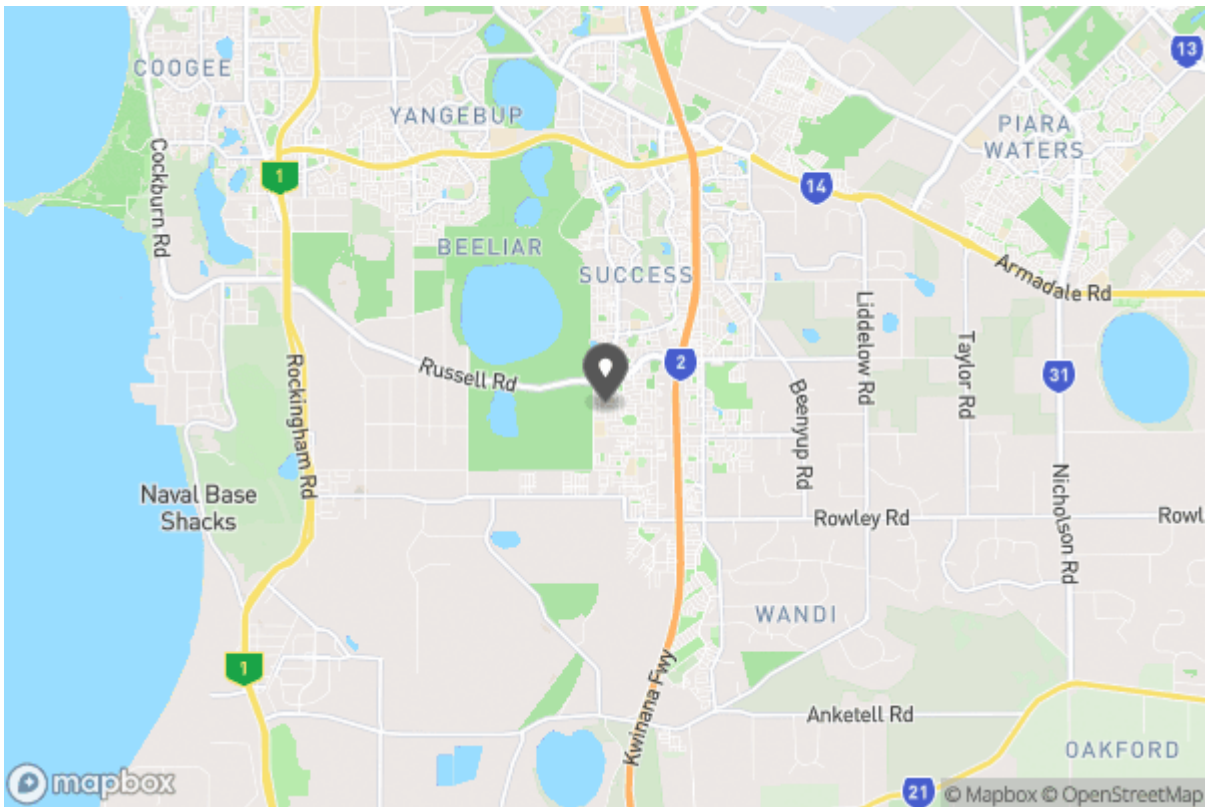 COOGEE
YANGEBUP
PIARA
WATERS
13
Cockburn Rd
1
14
BEELIAR
SUCCESS
Armadale Rd
Liddelow Rd
Taylor Rd
31
2
Russell Rd
Rockingham Rd
Beenyup Rd
Nicholson Rd
Naval Base
Shacks
Rowley Rd
Rowl
WANDI
1
Kwinana Fwy
Anketell Rd
OAKFORD
mapbox
21
© Mapbox © OpenStreetMap